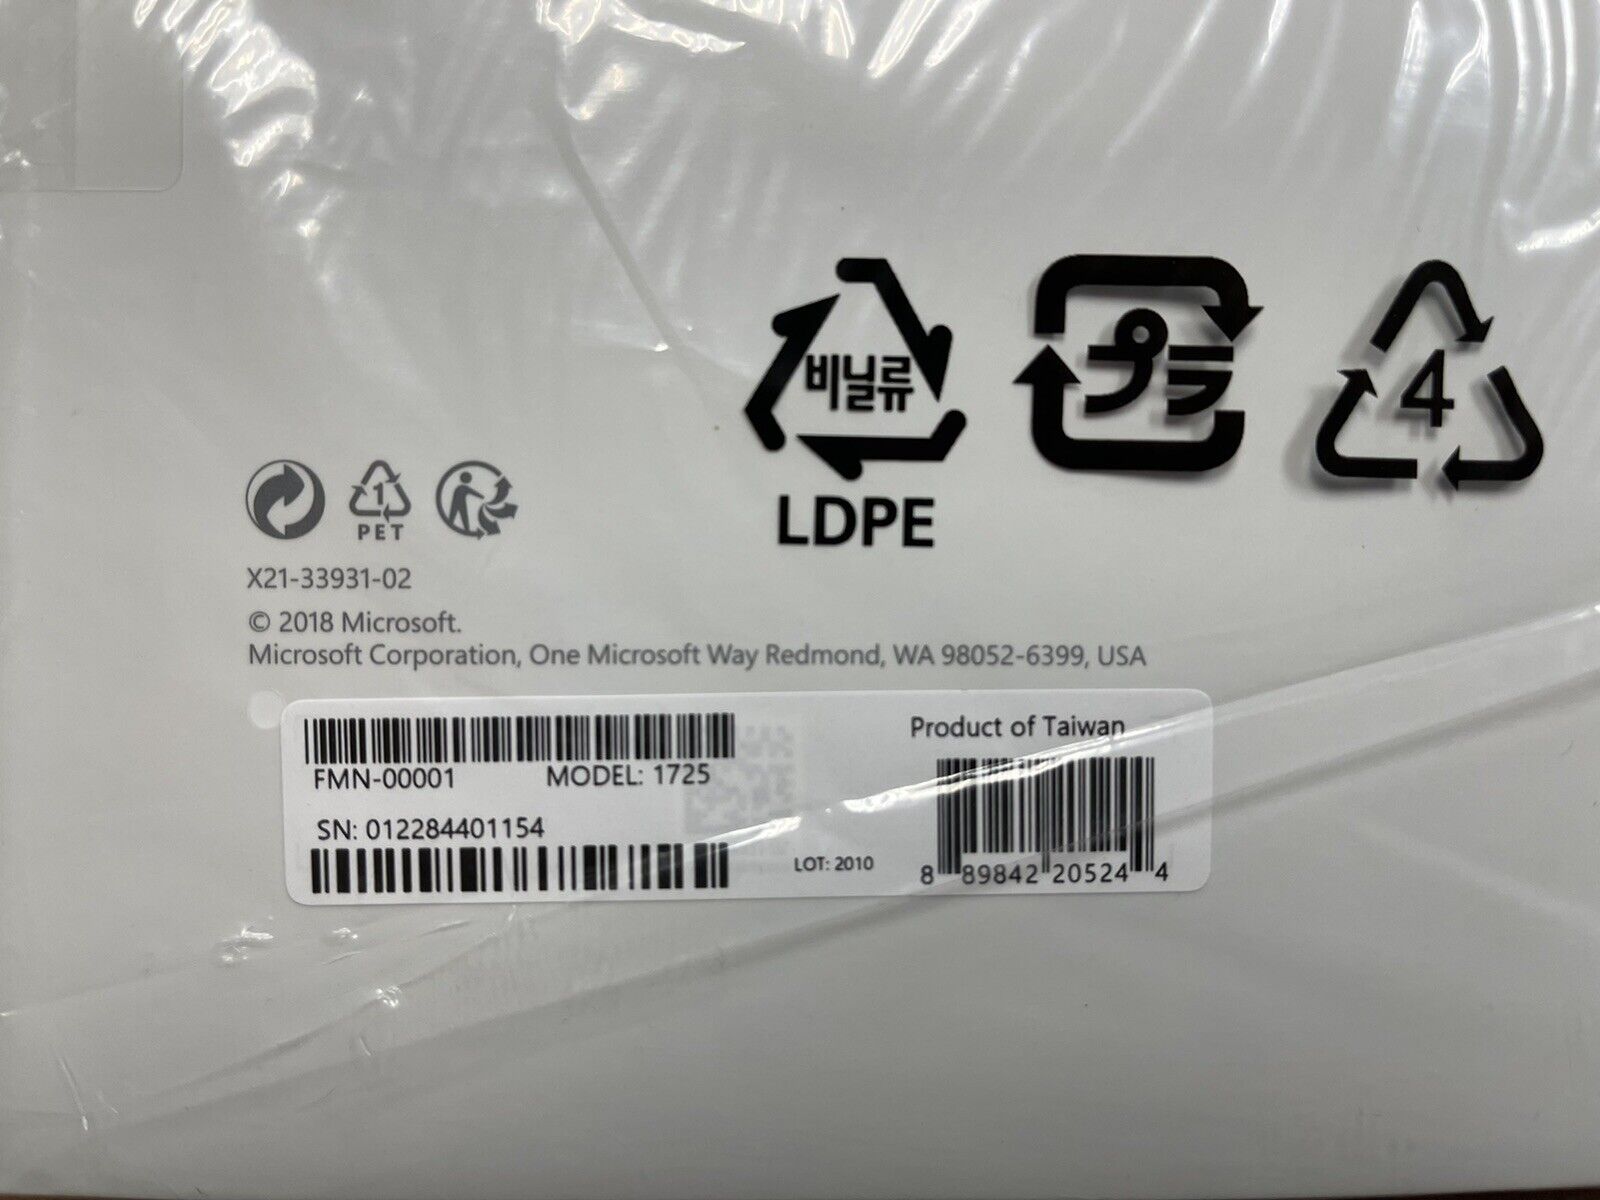 비닐류
LDPE
プラ
4
1
PET
X21-33931-02
© 2018 Microsoft.
Microsoft Corporation, One Microsoft Way Redmond, WA 98052-6399, USA
FMN-00001 MODEL: 1725
SN: 012284401154
LOT: 2010
Product of Taiwan
8 89842 20524 4